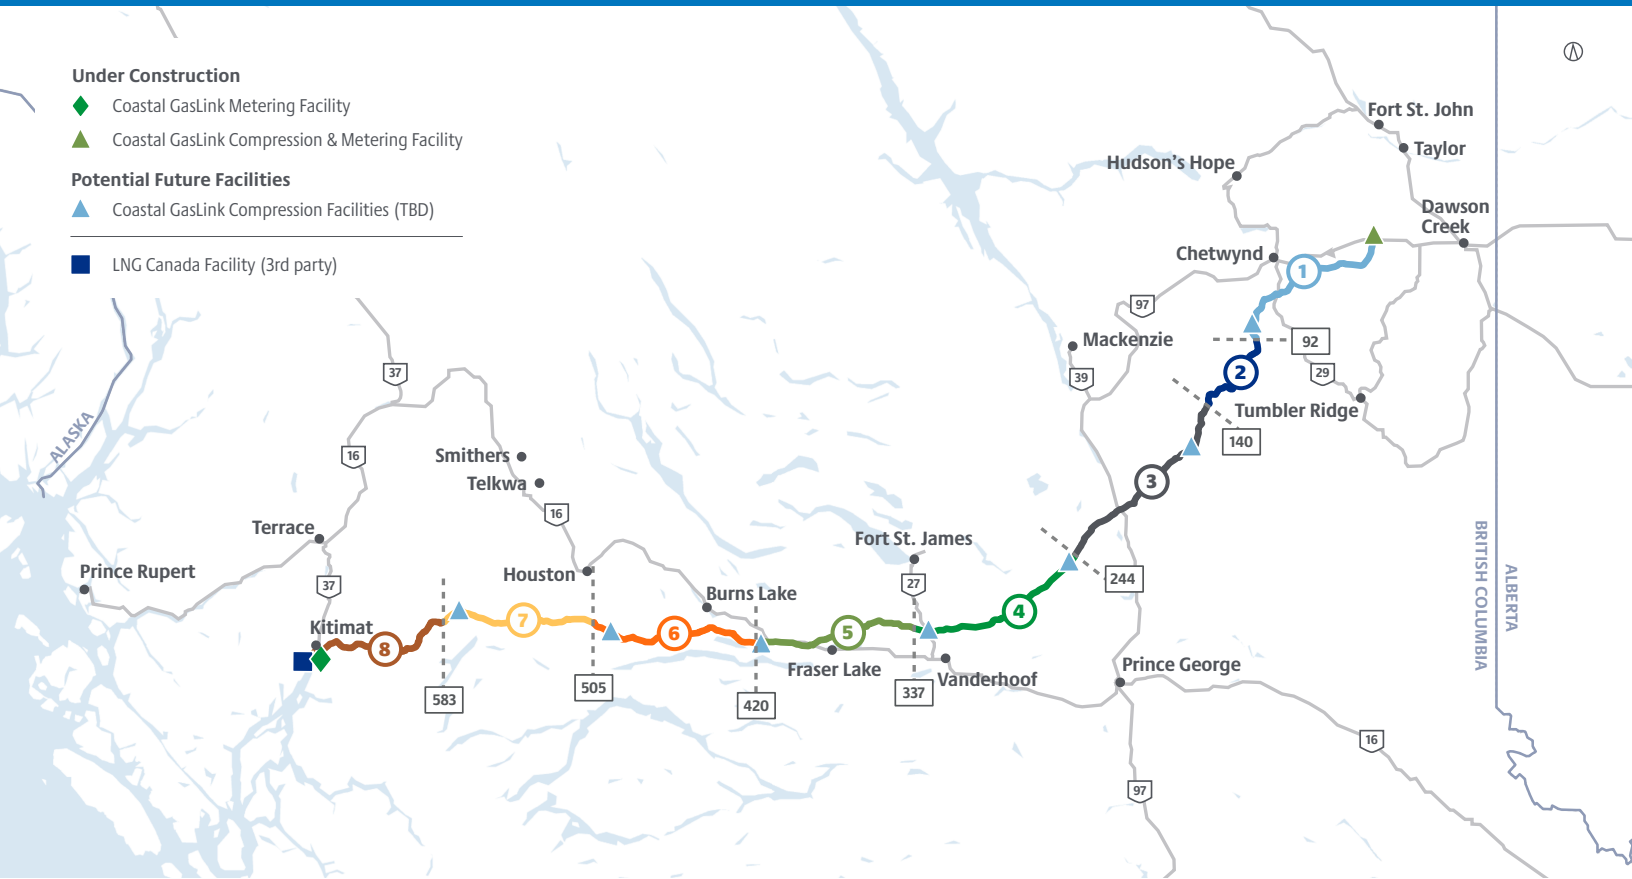 Under Construction
Coastal GasLink Metering Facility
Coastal GasLink Compression & Metering Facility
Potential Future Facilities
Coastal GasLink Compression Facilities (TBD)
LNG Canada Facility (3rd party)
Fort St. John
Taylor
Hudson's Hope
Dawson
Creek
Chetwynd
1
97
Mackenzie
92
2
29
39
37
ALASKA
Tumbler Ridge
140
16
Smithers
Telkwa
3
16
Terrace
Fort St. James
BRITISH COLUMBIA
ALBERTA
Prince Rupert
37
Houston
27
244
Burns Lake
4
Kitimat
7
6
5
8
Fraser Lake
Vanderhoof
Prince George
583
505
420
337
16
97